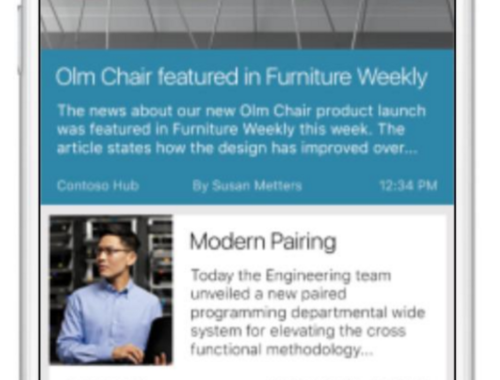 Olm Chair featured in Furniture Weekly
The news about our new Olm Chair product launch
was featured in Furniture Weekly this week. The
article states how the design has improved over...
Contoso Hub By Susan Metters 12:34 PM
Modern Pairing
Today the Engineering team
unveiled a new paired
programming departmental wide
system for elevating the cross
functional methodology...